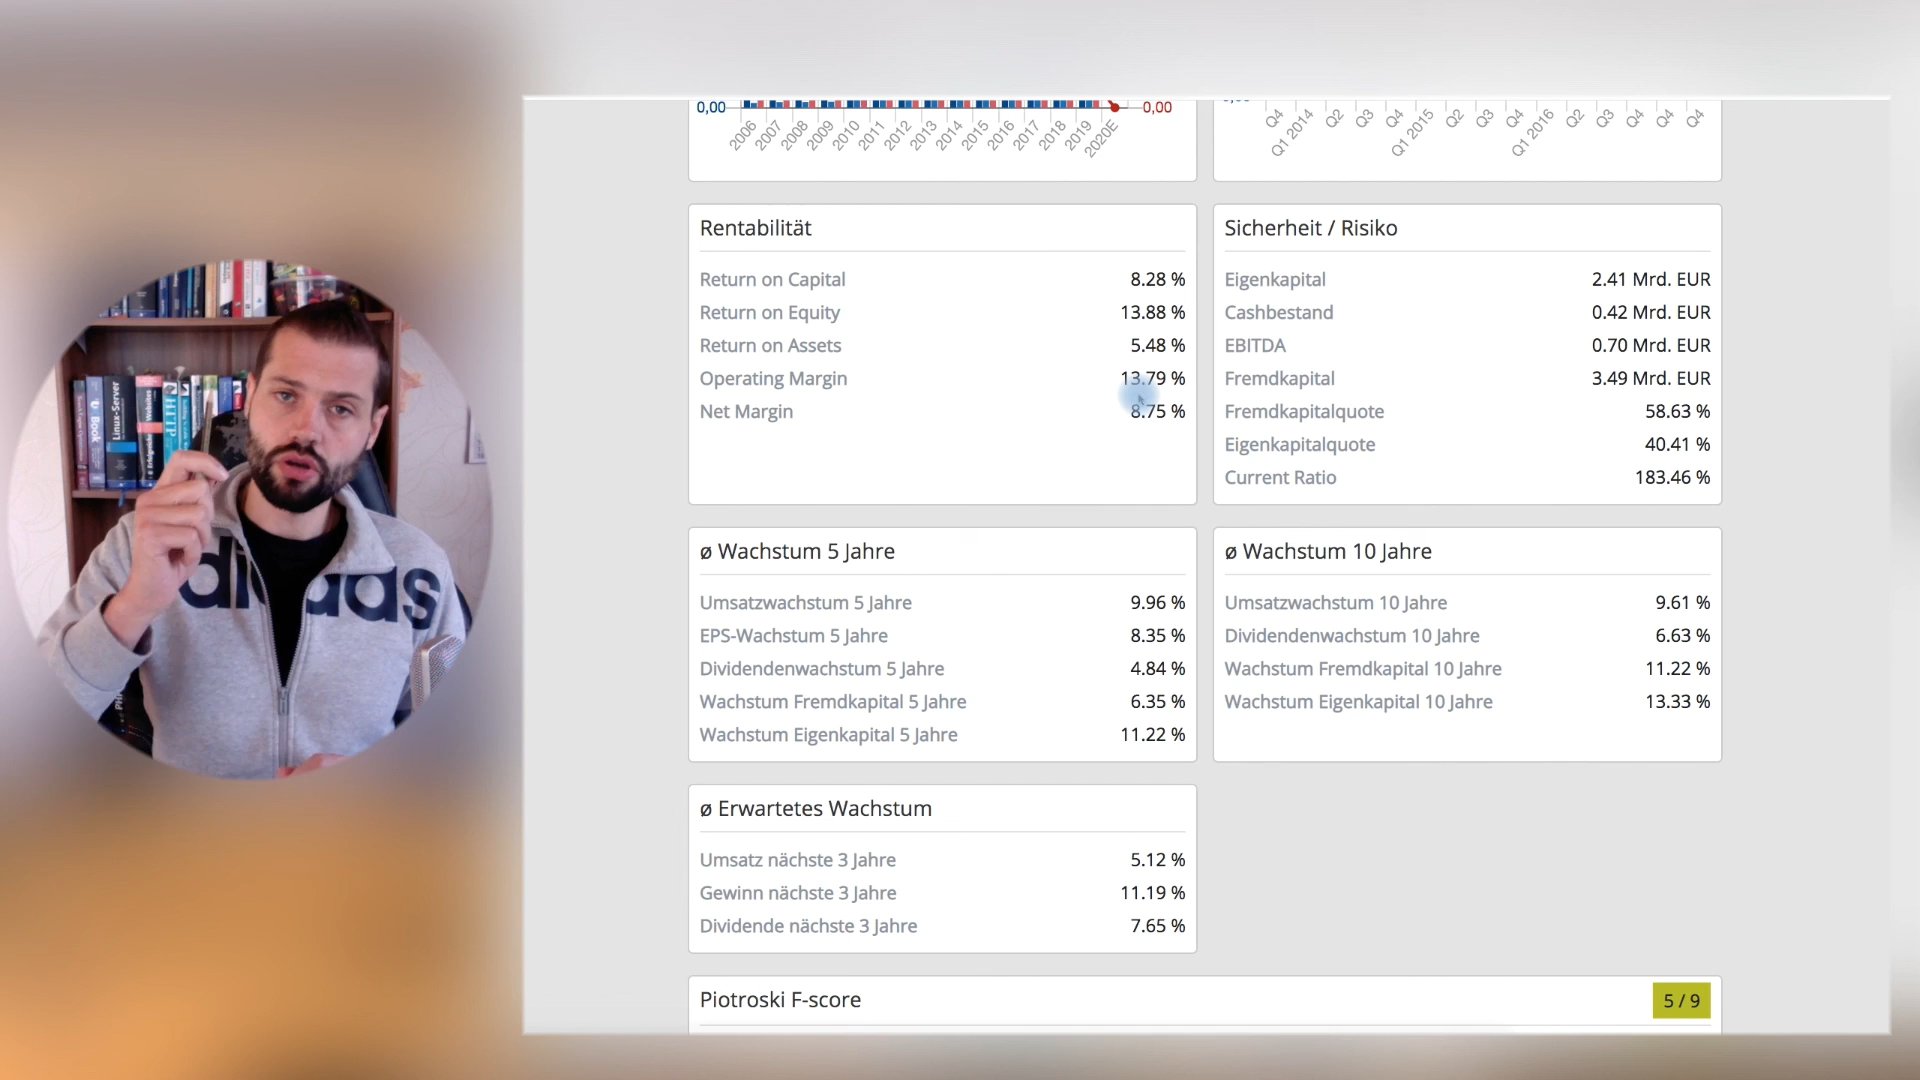 0,00
0,00
2006 2007 2008 2009 2010 2011 2012 2013 2014 2015 2016 2017 2018 2019 2020E
Q4 Q1 2014 Q2 Q3 Q4 Q1 2015 Q2 Q3 Q4 Q1 2016 Q2 Q3 Q4 Q4 Q4
Rentabilität
Return on Capital 8.28 %
Return on Equity 13.88 %
Return on Assets 5.48 %
Operating Margin 13.79 %
Net Margin 8.75 %
Sicherheit / Risiko
Eigenkapital 2.41 Mrd. EUR
Cashbestand 0.42 Mrd. EUR
EBITDA 0.70 Mrd. EUR
Fremdkapital 3.49 Mrd. EUR
Fremdkapitalquote 58.63 %
Eigenkapitalquote 40.41 %
Current Ratio 183.46 %
ø Wachstum 5 Jahre
Umsatzwachstum 5 Jahre 9.96 %
EPS-Wachstum 5 Jahre 8.35 %
Dividendenwachstum 5 Jahre 4.84 %
Wachstum Fremdkapital 5 Jahre 6.35 %
Wachstum Eigenkapital 5 Jahre 11.22 %
ø Wachstum 10 Jahre
Umsatzwachstum 10 Jahre 9.61 %
Dividendenwachstum 10 Jahre 6.63 %
Wachstum Fremdkapital 10 Jahre 11.22 %
Wachstum Eigenkapital 10 Jahre 13.33 %
ø Erwartetes Wachstum
Umsatz nächste 3 Jahre 5.12 %
Gewinn nächste 3 Jahre 11.19 %
Dividende nächste 3 Jahre 7.65 %
Piotroski F-score 5 / 9
Book
Linux-Server
HTTP